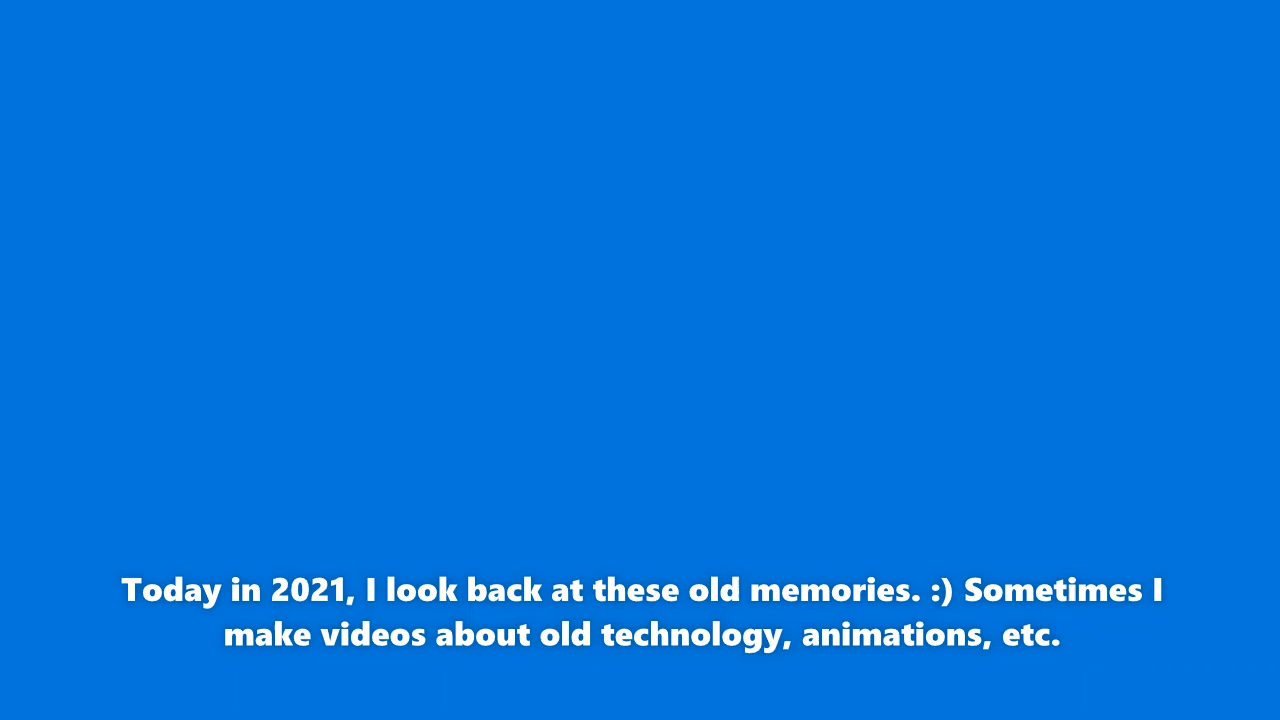 Today in 2021, I look back at these old memories. :) Sometimes I
make videos about old technology, animations, etc.